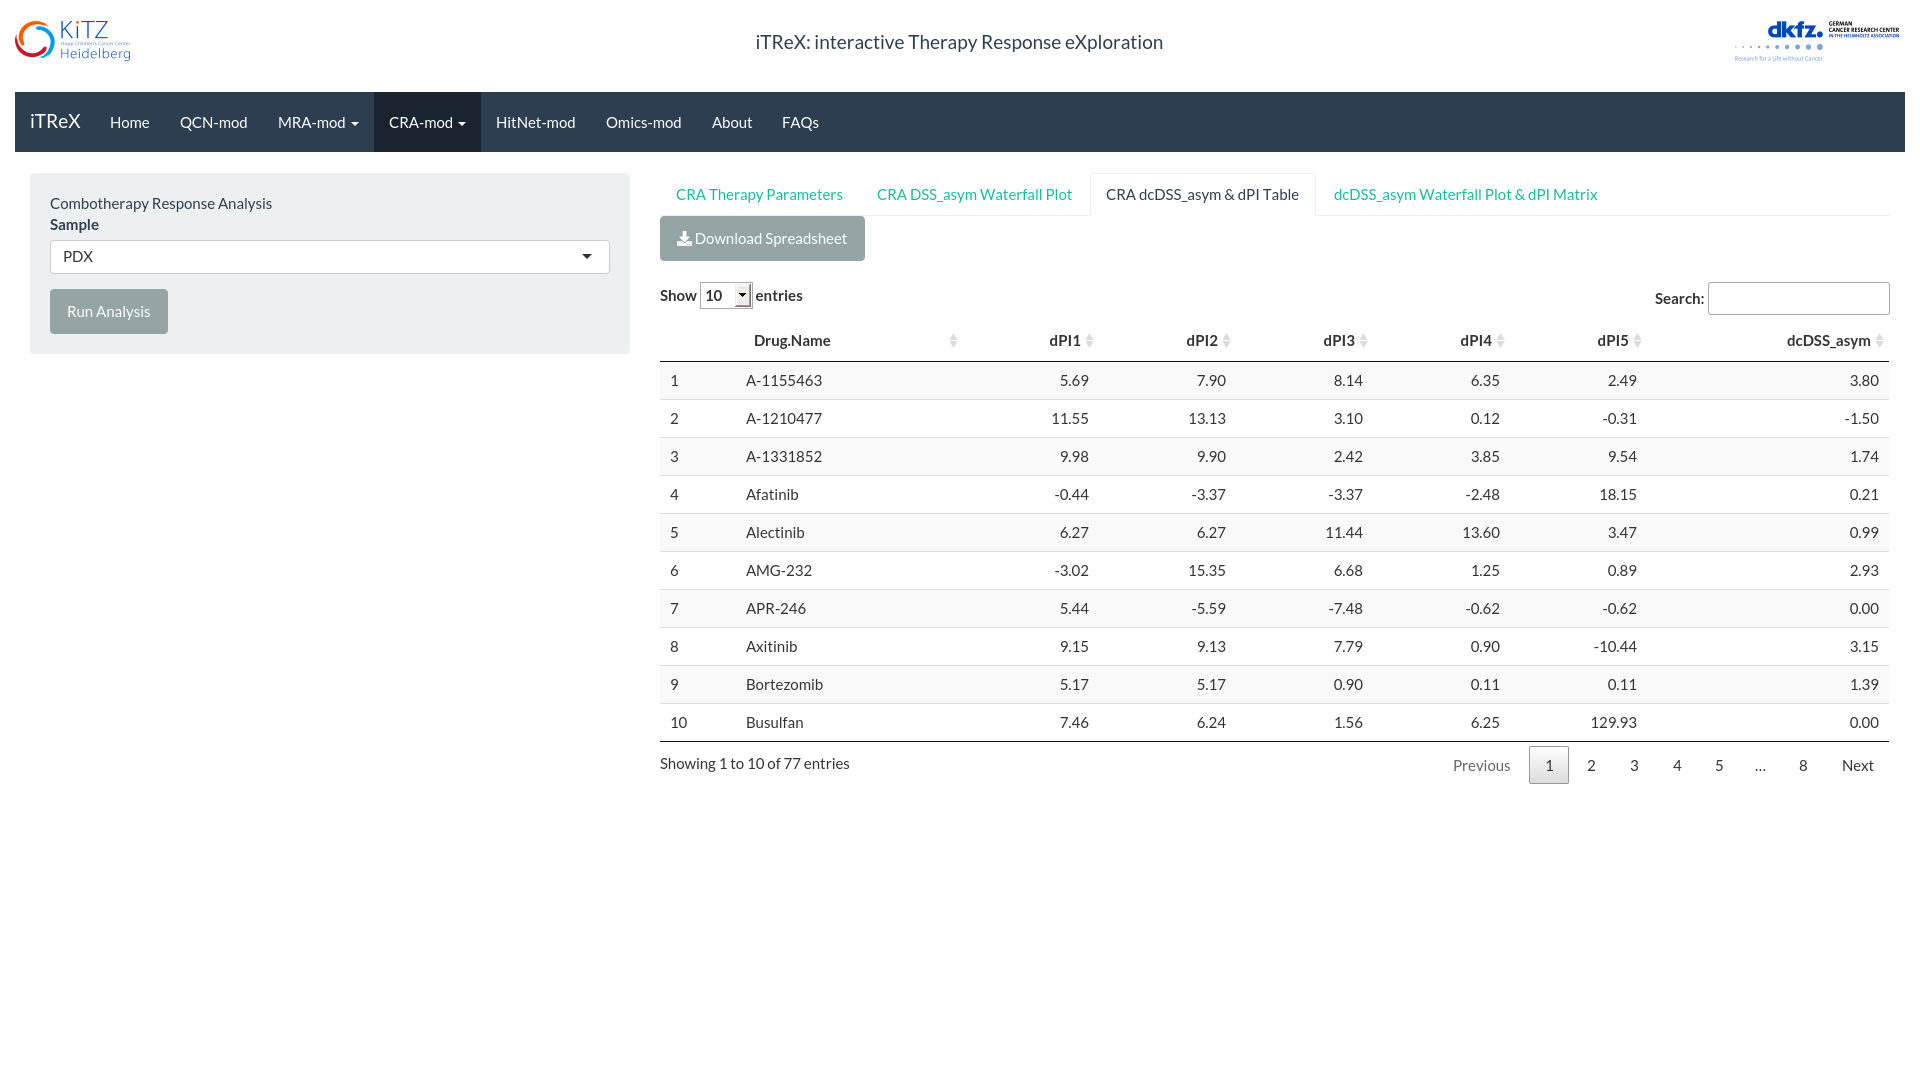 KiTZ
Hopp Children's Cancer Center
Heidelberg
iTReX: interactive Therapy Response eXploration
dkfz.
GERMAN
CANCER RESEARCH CENTER
IN THE HELMHOLTZ ASSOCIATION
Research for a Life without Cancer
iTReX Home QCN-mod MRA-mod CRA-mod HitNet-mod Omics-mod About FAQs
Combotherapy Response Analysis
Sample
PDX
Run Analysis
CRA Therapy Parameters CRA DSS_asym Waterfall Plot CRA dcDSS_asym & dPI Table dcDSS_asym Waterfall Plot & dPI Matrix
Download Spreadsheet
Show 10 entries Search:
Drug.Name dPI1 dPI2 dPI3 dPI4 dPI5 dcDSS_asym
1 A-1155463 5.69 7.90 8.14 6.35 2.49 3.80
2 A-1210477 11.55 13.13 3.10 0.12 -0.31 -1.50
3 A-1331852 9.98 9.90 2.42 3.85 9.54 1.74
4 Afatinib -0.44 -3.37 -3.37 -2.48 18.15 0.21
5 Alectinib 6.27 6.27 11.44 13.60 3.47 0.99
6 AMG-232 -3.02 15.35 6.68 1.25 0.89 2.93
7 APR-246 5.44 -5.59 -7.48 -0.62 -0.62 0.00
8 Axitinib 9.15 9.13 7.79 0.90 -10.44 3.15
9 Bortezomib 5.17 5.17 0.90 0.11 0.11 1.39
10 Busulfan 7.46 6.24 1.56 6.25 129.93 0.00
Showing 1 to 10 of 77 entries
Previous 1 2 3 4 5 … 8 Next